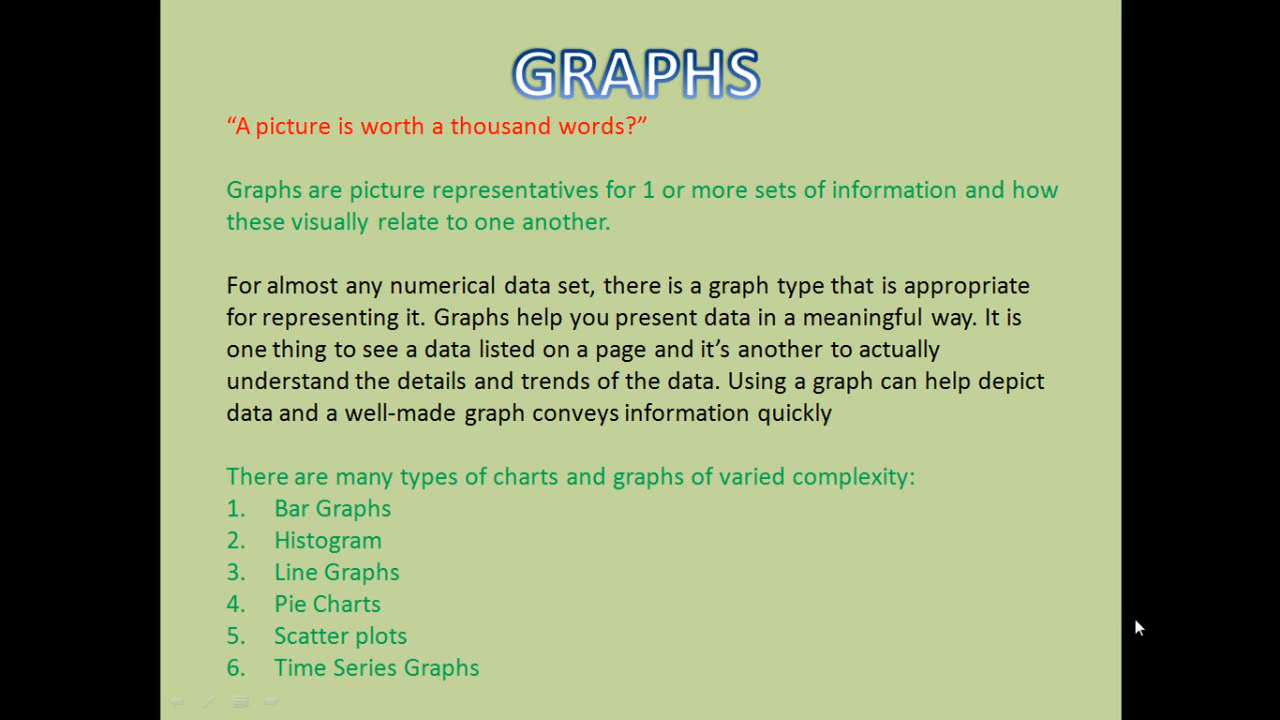 GRAPHS
“A picture is worth a thousand words?”
Graphs are picture representatives for 1 or more sets of information and how
these visually relate to one another.
For almost any numerical data set, there is a graph type that is appropriate
for representing it. Graphs help you present data in a meaningful way. It is
one thing to see a data listed on a page and it’s another to actually
understand the details and trends of the data. Using a graph can help depict
data and a well-made graph conveys information quickly
There are many types of charts and graphs of varied complexity:
1. Bar Graphs
2. Histogram
3. Line Graphs
4. Pie Charts
5. Scatter plots
6. Time Series Graphs